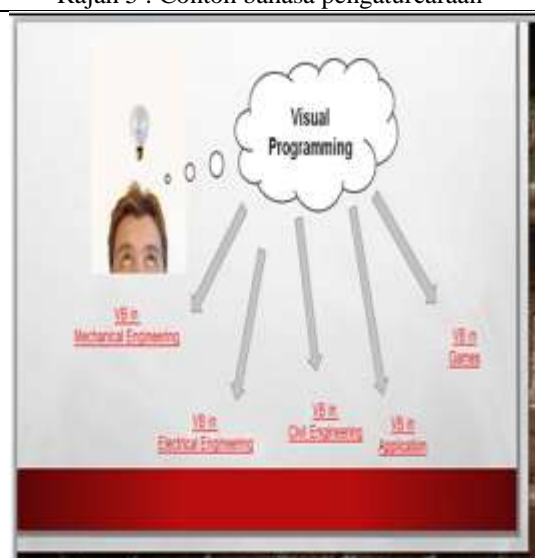 Rajah 3 : Contoh bahasa pengaturcaraan
Visual
Programming
VB in
Mechanical Engineering
VB in
Games
VB in
Electrical Engineering
VB in
Civil Engineering
VB in
Application